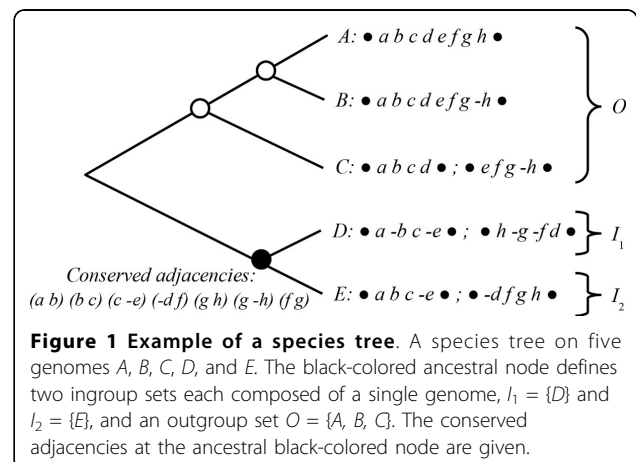 A: • a b c d e f g h •
B: • a b c d e f g -h •
O
C: • a b c d • ; • e f g -h •
D: • a -b c -e • ; • h -g -f d •
I₁
Conserved adjacencies:
(a b) (b c) (c -e) (-d f) (g h) (g -h) (f g)
E: • a b c -e • ; • -d f g h •
I₂
Figure 1 Example of a species tree. A species tree on five
genomes A, B, C, D, and E. The black-colored ancestral node defines
two ingroup sets each composed of a single genome, I₁ = {D} and
I₂ = {E}, and an outgroup set O = {A, B, C}. The conserved
adjacencies at the ancestral black-colored node are given.